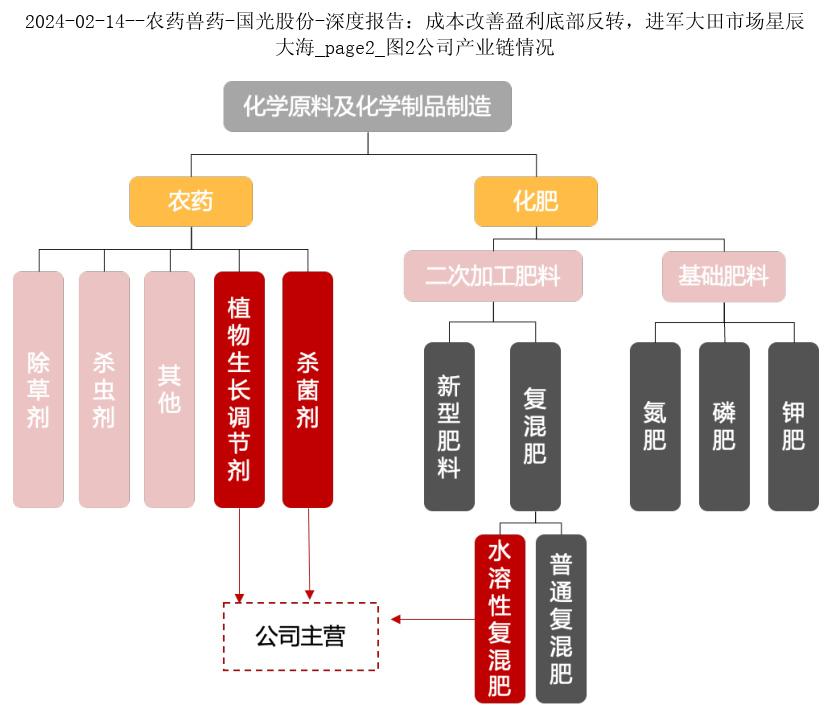 2024-02-14--农药兽药-国光股份-深度报告：成本改善盈利底部反转，进军大田市场星辰
大海_page2_图2公司产业链情况
化学原料及化学制品制造
农药
化肥
二次加工肥料
基础肥料
除草剂
杀虫剂
其他
植物生长调节剂
杀菌剂
新型肥料
复混肥
氮肥
磷肥
钾肥
水溶性复混肥
普通复混肥
公司主营